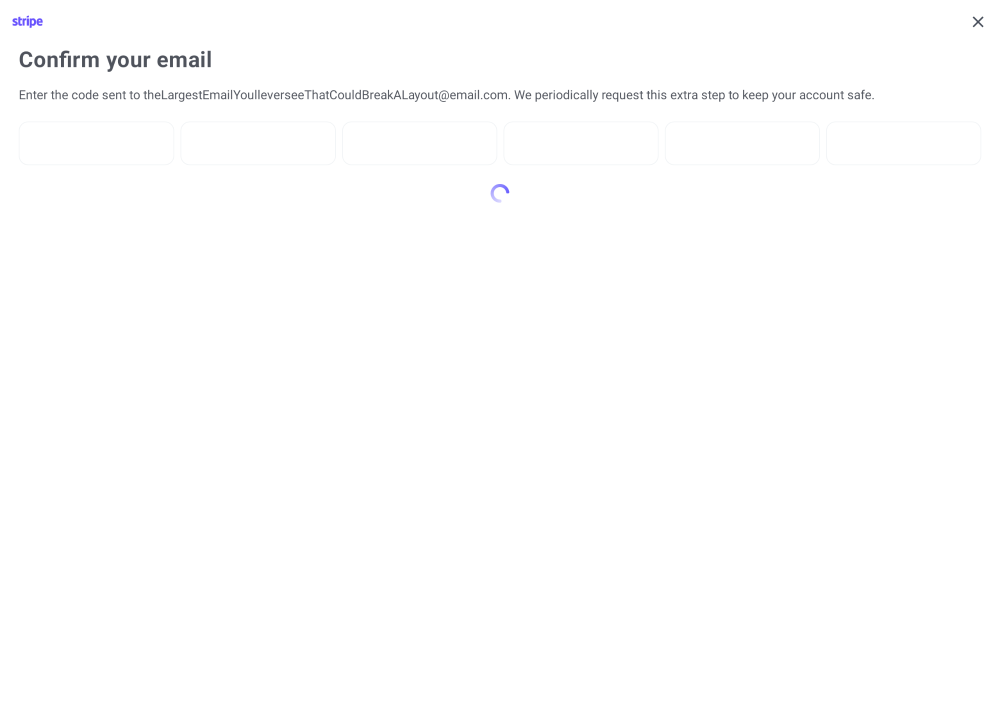 stripe
Confirm your email
Enter the code sent to theLargestEmailYoulleverseeThatCouldBreakALayout@email.com. We periodically request this extra step to keep your account safe.